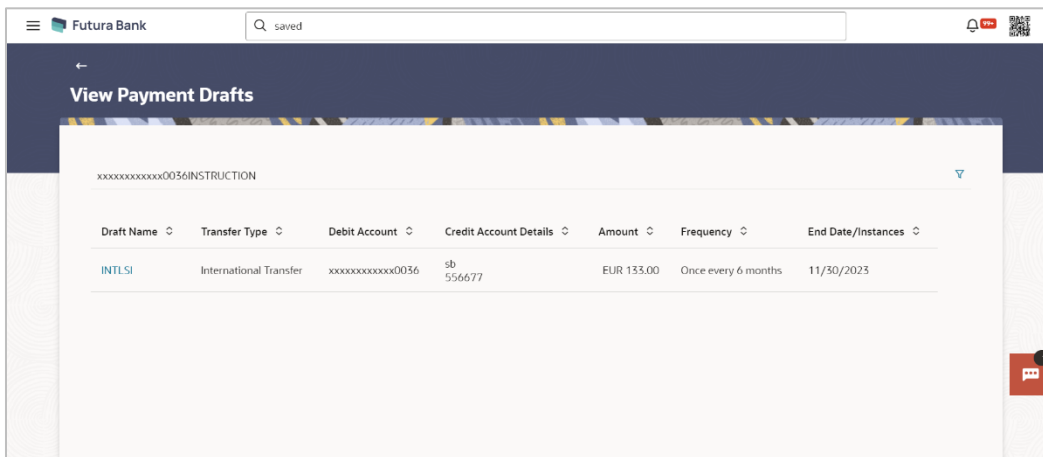 Futura Bank
saved
99+
View Payment Drafts
xxxxxxxxxxxx0036INSTRUCTION
Draft Name Transfer Type Debit Account Credit Account Details Amount Frequency End Date/Instances
INTLSI International Transfer xxxxxxxxxxxx0036 sb 556677 EUR 133.00 Once every 6 months 11/30/2023